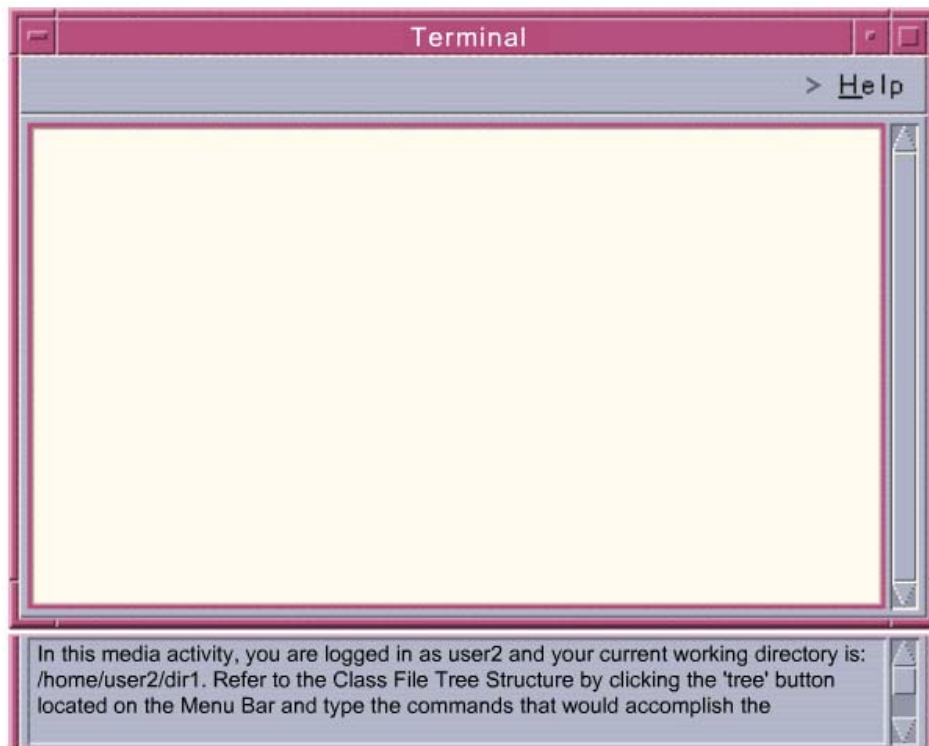 Terminal
> Help
In this media activity, you are logged in as user2 and your current working directory is:
/home/user2/dir1. Refer to the Class File Tree Structure by clicking the 'tree' button
located on the Menu Bar and type the commands that would accomplish the